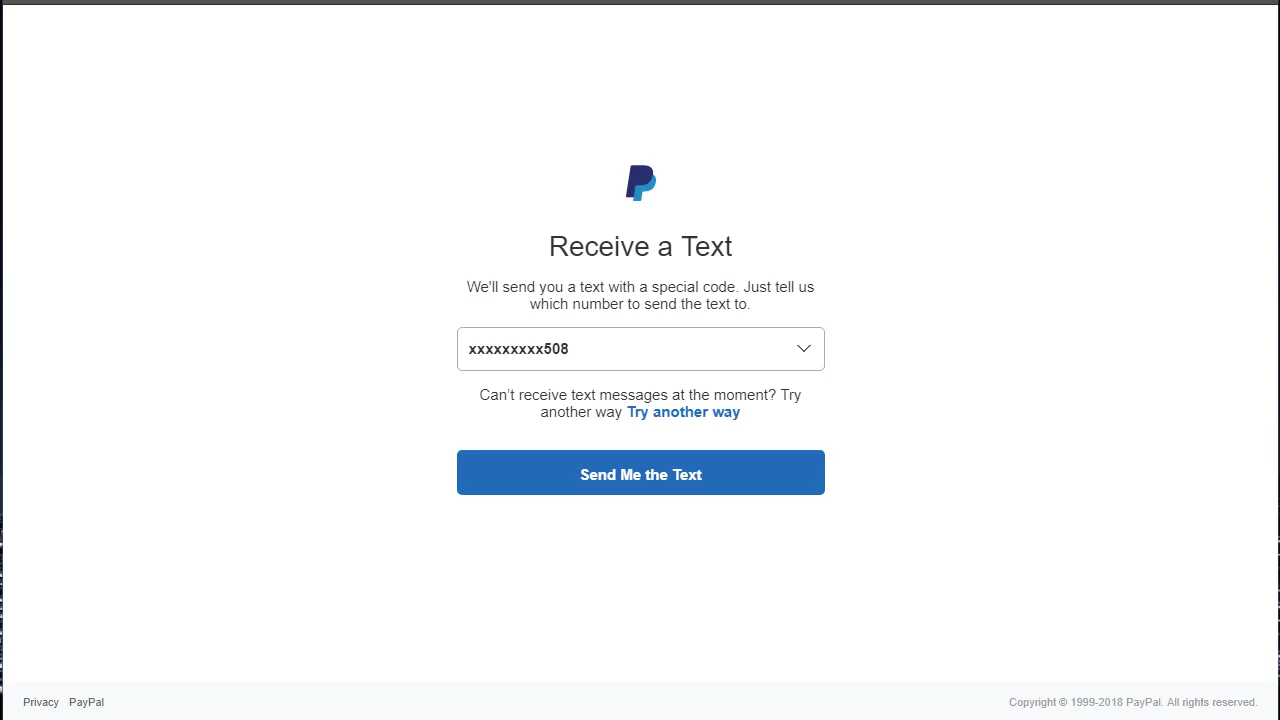 Receive a Text
We'll send you a text with a special code. Just tell us
which number to send the text to.
xxxxxxxxx508
Can’t receive text messages at the moment? Try
another way Try another way
Send Me the Text
Privacy PayPal
Copyright © 1999-2018 PayPal. All rights reserved.